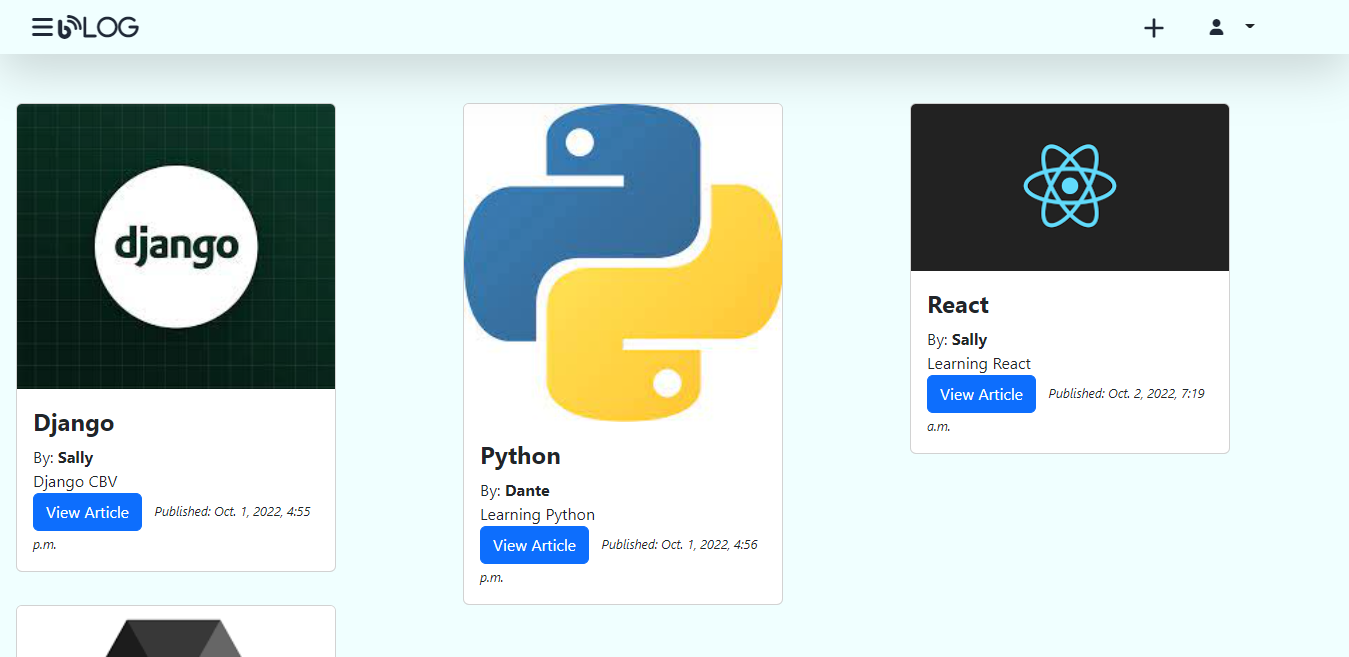 bLOG
django
Django
By: Sally
Django CBV
View Article Published: Oct. 1, 2022, 4:55
p.m.
Python
By: Dante
Learning Python
View Article Published: Oct. 1, 2022, 4:56
p.m.
React
By: Sally
Learning React
View Article Published: Oct. 2, 2022, 7:19
a.m.